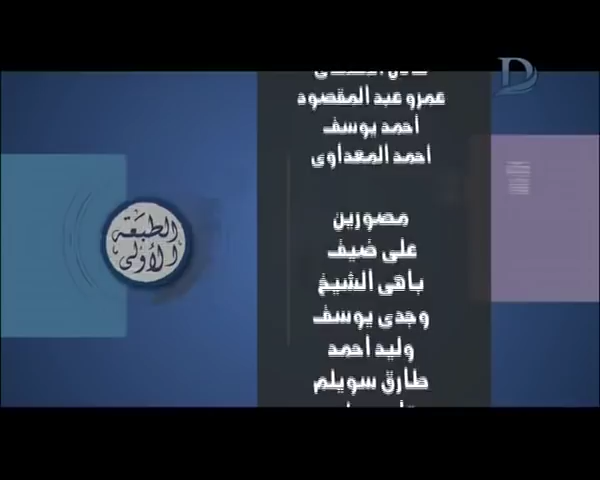 عمرو عبد المقصود
أحمد يوسف
أحمد المعداوى
مصورين
على ضيف
باهى الشيخ
وجدى يوسف
وليد احمد
طارق سويلم
الطبعة
الأولى
D